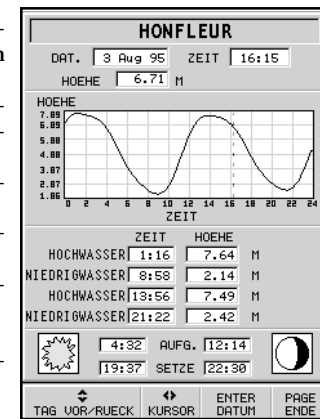 HONFLEUR
DAT. 3 Aug 95 ZEIT 16:15
HOEHE 6.71 M
HOEHE
7.89
6.88
5.88
4.88
3.87
2.87
1.86
0 2 4 6 8 10 12 14 16 18 20 22 24
ZEIT
ZEIT HOEHE
HOCHWASSER 1:16 7.64 M
NIEDRIGWASSER 8:58 2.14 M
HOCHWASSER 13:56 7.49 M
NIEDRIGWASSER 21:22 2.42 M
4:32 AUFG. 12:14
19:37 SETZE 22:30
TAG VOR/RUECK KURSOR ENTER DATUM PAGE ENDE